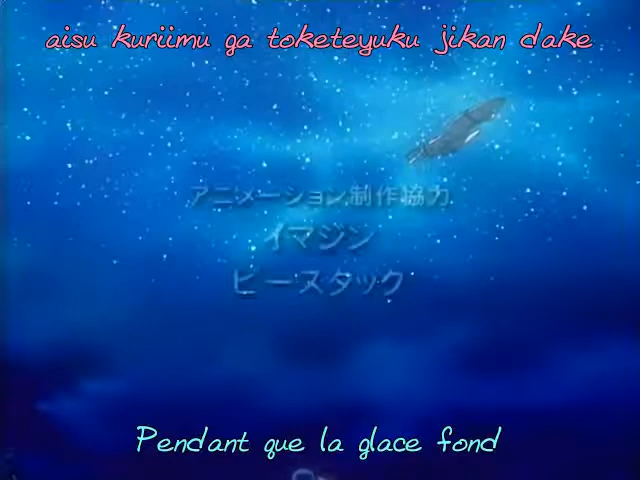 aisu kuriimu ga toketeyuku jikan dake
アニメーション制作協力
イマジン
ビースタック
Pendant que la glace fond